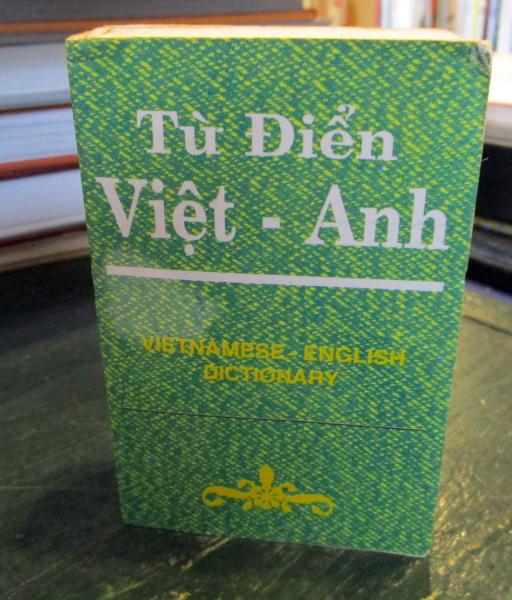 Từ Điển
Việt - Anh
VIETNAMESE - ENGLISH
DICTIONARY